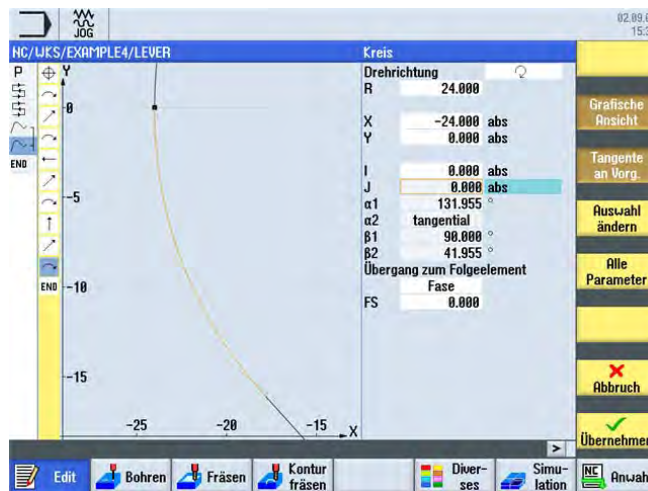 JOG
02.09.0
15:3
NC/WKS/EXAMPLE4/LEVER
Kreis
P
END
END
Y
0
-5
-10
-15
-25
-20
-15
X
Drehrichtung
R 24.000
X -24.000 abs
Y 0.000 abs
I 0.000 abs
J 0.000 abs
α1 131.955 °
α2 tangential
β1 90.000 °
β2 41.955 °
Übergang zum Folgeelement
Fase
FS 0.000
Grafische
Ansicht
Tangente
an Vorg.
Auswahl
ändern
Alle
Parameter
Abbruch
Übernehmen
>
Edit
Bohren
Fräsen
Kontur
fräsen
Diver-
ses
Simu-
lation
NC
Anwah